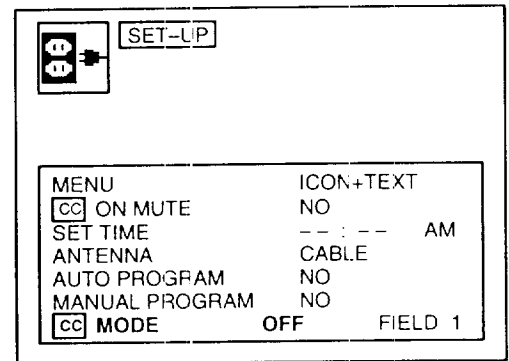 SET-UP
MENU ICON+TEXT
CC ON MUTE NO
SET TIME -- : -- AM
ANTENNA CABLE
AUTO PROGRAM NO
MANUAL PROGRAM NO
CC MODE OFF FIELD 1